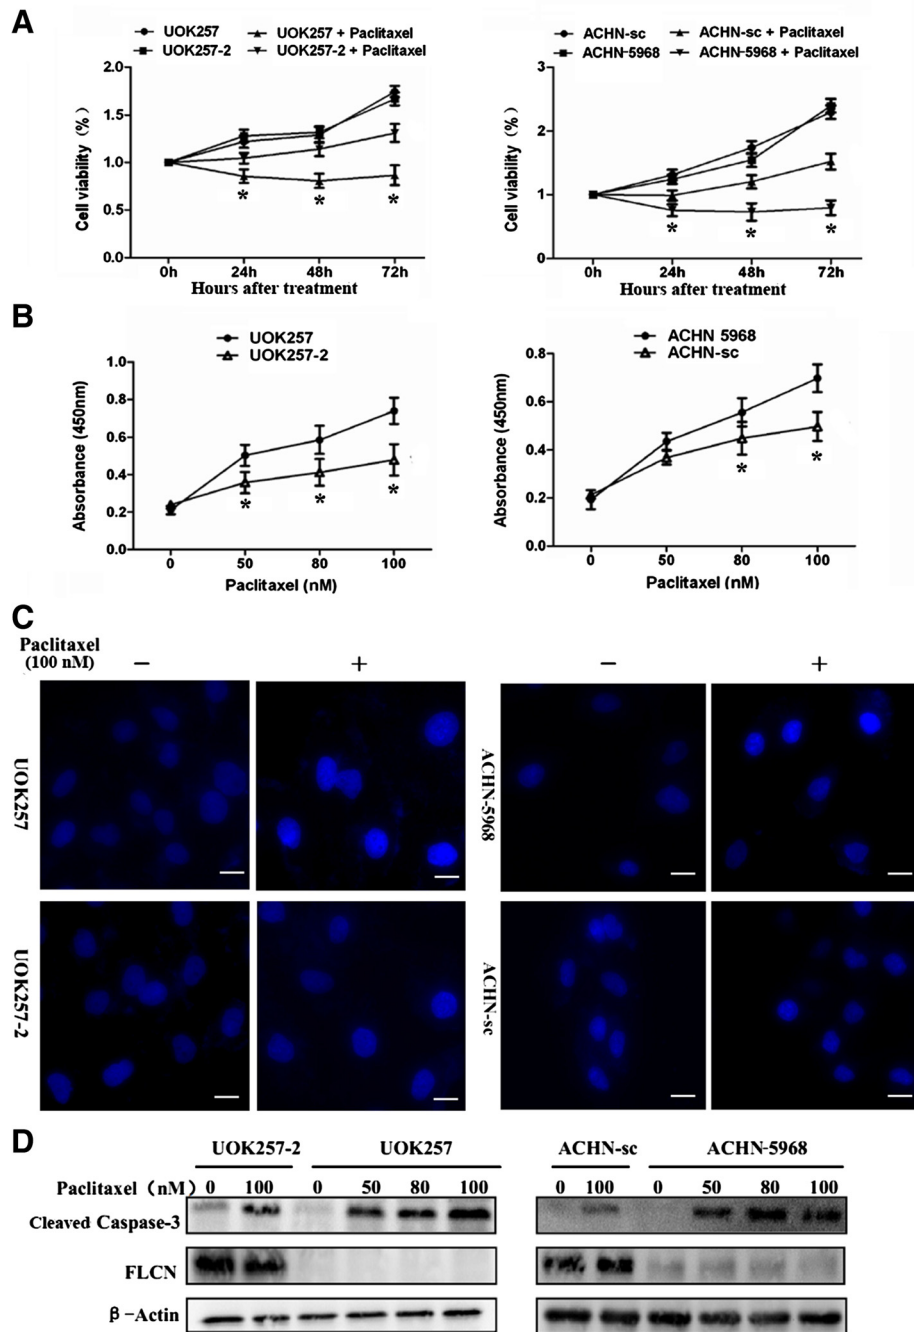 A
UOK257
UOK257-2
UOK257 + Paclitaxel
UOK257-2 + Paclitaxel
Cell viability (%)
2.0
1.5
1.0
0.5
0.0
* * *
0h 24h 48h 72h
Hours after treatment
ACHN-sc
ACHN-5968
ACHN-sc + Paclitaxel
ACHN-5968 + Paclitaxel
Cell viability (%)
3
2
1
0
* * *
0h 24h 48h 72h
Hours after treatment
B
UOK257
UOK257-2
Absorbance (450nm)
1.0
0.8
0.6
0.4
0.2
0.0
* * *
0 50 80 100
Paclitaxel (nM)
ACHN 5968
ACHN-sc
Absorbance (450nm)
0.8
0.6
0.4
0.2
0.0
* *
0 50 80 100
Paclitaxel (nM)
C
Paclitaxel
(100 nM) − + − +
UOK257
ACHN-5968
UOK257-2
ACHN-sc
D
UOK257-2 UOK257 ACHN-sc ACHN-5968
Paclitaxel (nM) 0 100 0 50 80 100 0 100 0 50 80 100
Cleaved Caspase-3
FLCN
β-Actin